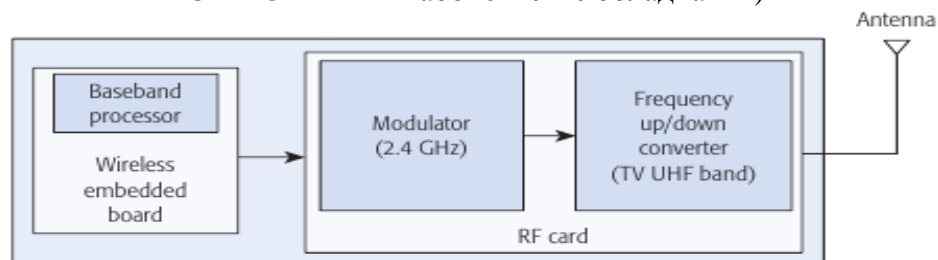 Antenna
Baseband
processor
Wireless
embedded
board
Modulator
(2.4 GHz)
Frequency
up/down
converter
(TV UHF band)
RF card